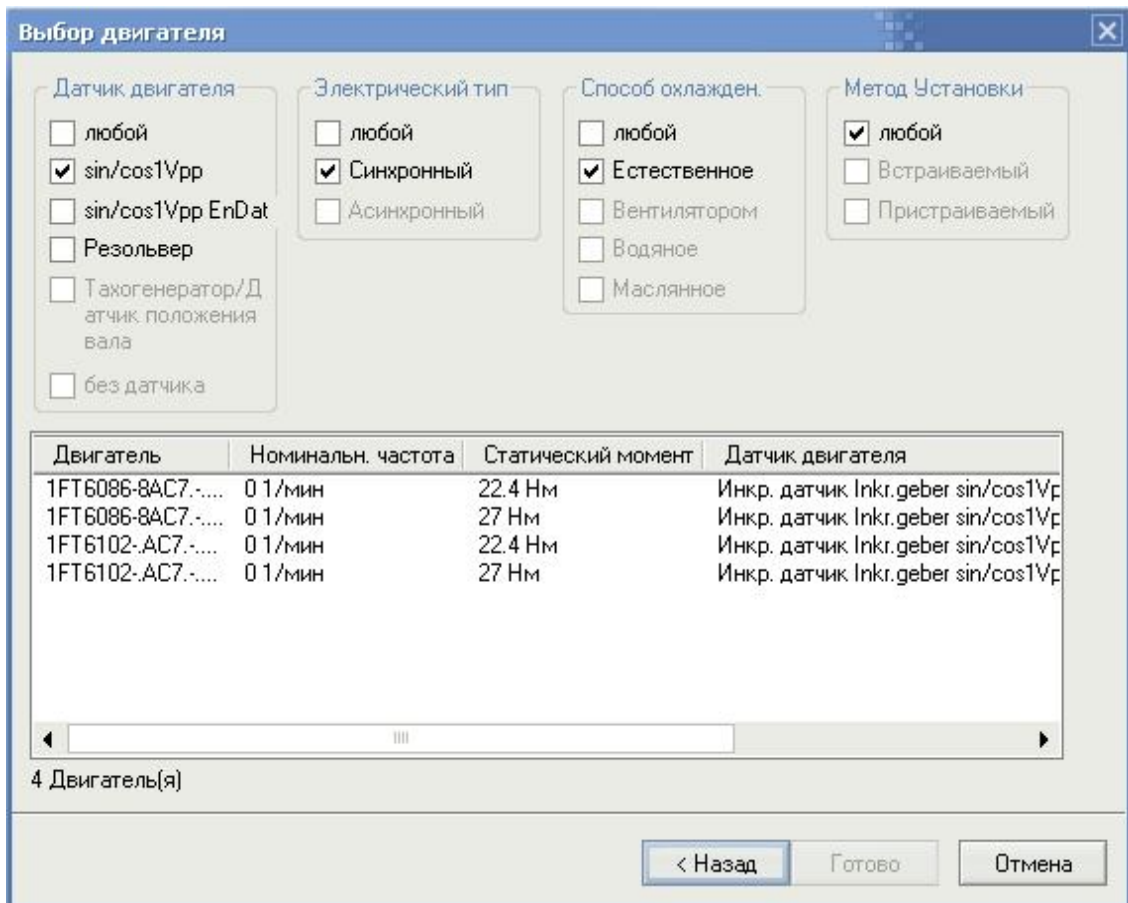 Выбор двигателя
Датчик двигателя
любой
sin/cos1Vpp
sin/cos1Vpp EnDat
Резольвер
Тахогенератор/Д
атчик положения
вала
без датчика
Электрический тип
любой
Синхронный
Асинхронный
Способ охлажден.
любой
Естественное
Вентилятором
Водяное
Маслянное
Метод Установки
любой
Встраиваемый
Пристраиваемый
Двигатель Номинальн. частота Статический момент Датчик двигателя
1FT6086-8AC7.-.... 0 1/мин 22.4 Нм Инкр. датчик Inkr.geber sin/cos1Vp
1FT6086-8AC7.-.... 0 1/мин 27 Нм Инкр. датчик Inkr.geber sin/cos1Vp
1FT6102-.AC7.-.... 0 1/мин 22.4 Нм Инкр. датчик Inkr.geber sin/cos1Vp
1FT6102-.AC7.-.... 0 1/мин 27 Нм Инкр. датчик Inkr.geber sin/cos1Vp
4 Двигатель(я)
< Назад Готово Отмена